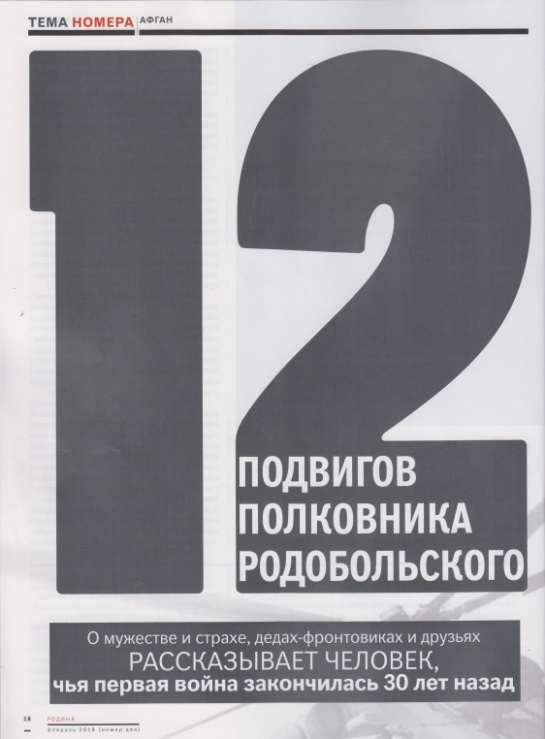 ТЕМА НОМЕРА АФГАН
12
ПОДВИГОВ
ПОЛКОВНИКА
РОДОБОЛЬСКОГО
О мужестве и страхе, дедах-фронтовиках и друзьях
РАССКАЗЫВАЕТ ЧЕЛОВЕК,
чья первая война закончилась 30 лет назад
18 РОДИНА
февраль 2019 (номер два)